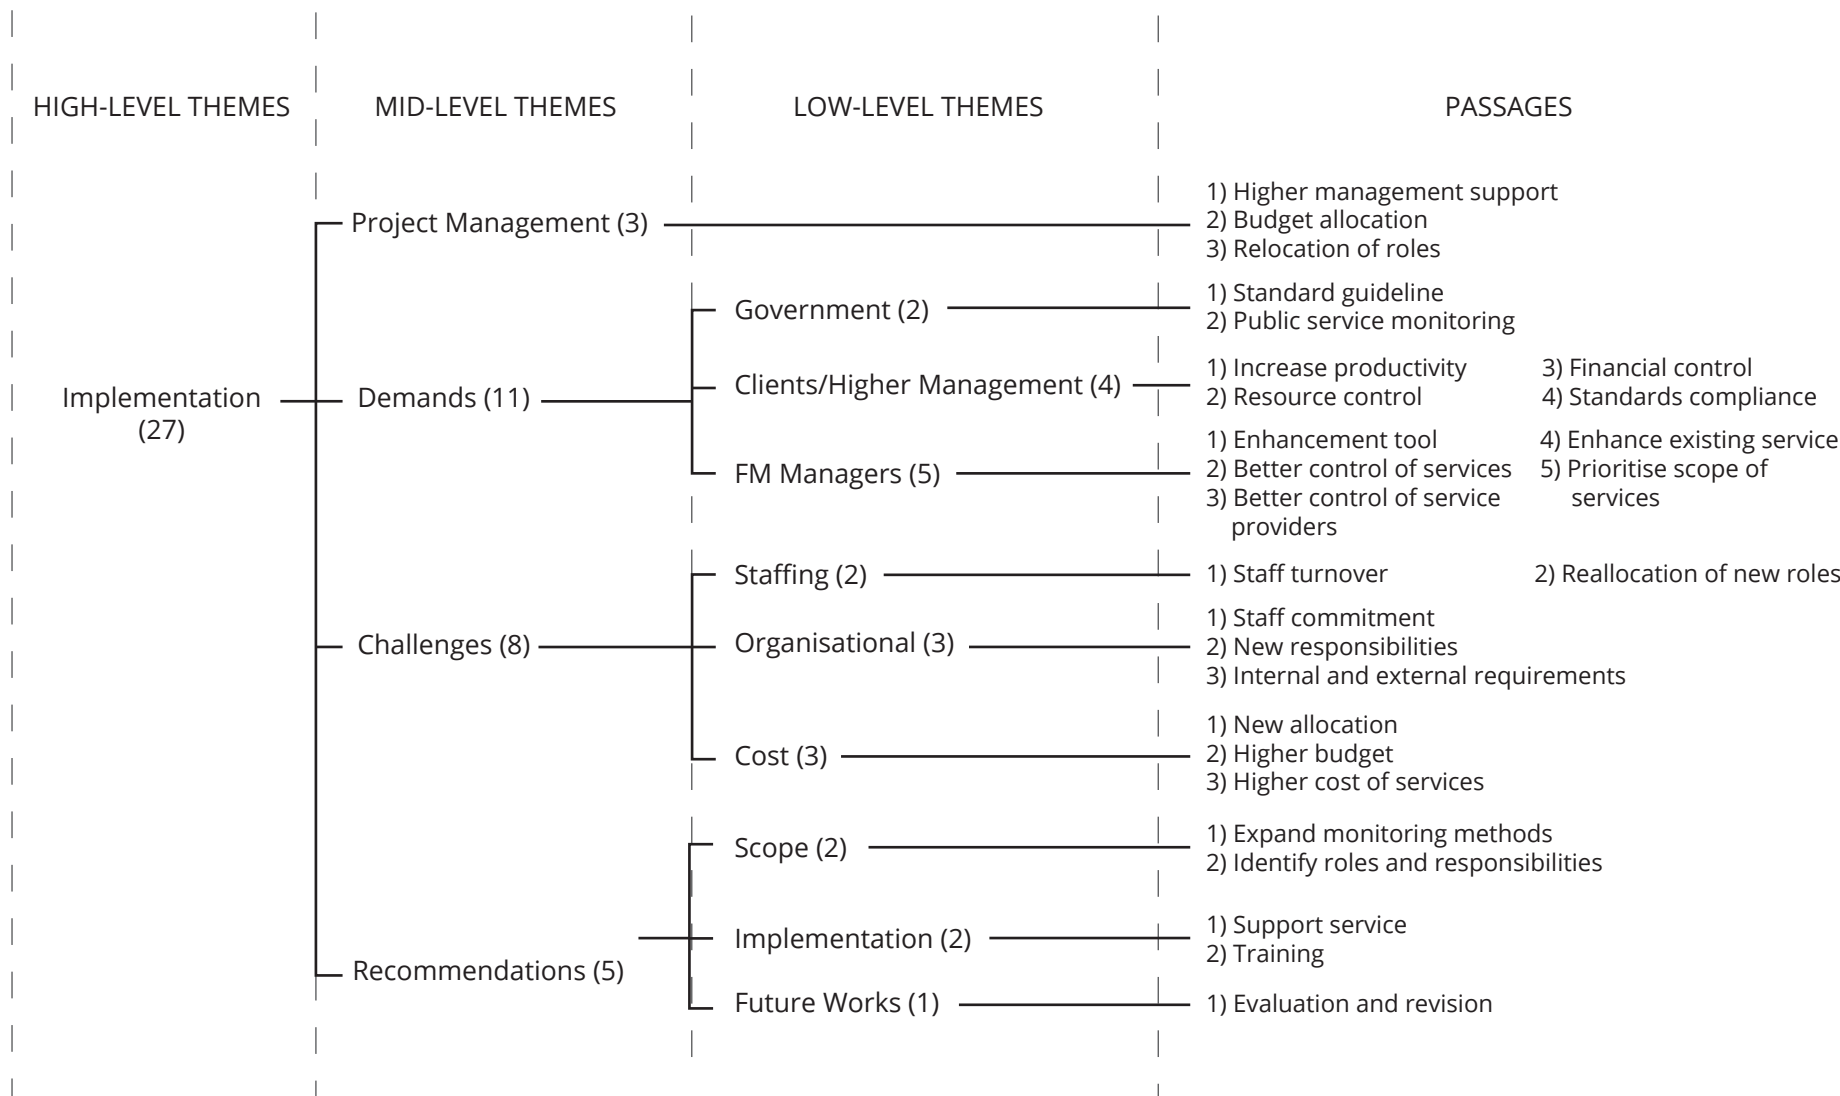 HIGH-LEVEL THEMES
MID-LEVEL THEMES
LOW-LEVEL THEMES
PASSAGES
Implementation
(27)
Project Management (3)
1) Higher management support
2) Budget allocation
3) Relocation of roles
Demands (11)
Government (2)
1) Standard guideline
2) Public service monitoring
Clients/Higher Management (4)
1) Increase productivity
2) Resource control
3) Financial control
4) Standards compliance
FM Managers (5)
1) Enhancement tool
2) Better control of services
3) Better control of service
providers
4) Enhance existing service
5) Prioritise scope of
services
Challenges (8)
Staffing (2)
1) Staff turnover
2) Reallocation of new roles
Organisational (3)
1) Staff commitment
2) New responsibilities
3) Internal and external requirements
Cost (3)
1) New allocation
2) Higher budget
3) Higher cost of services
Recommendations (5)
Scope (2)
1) Expand monitoring methods
2) Identify roles and responsibilities
Implementation (2)
1) Support service
2) Training
Future Works (1)
1) Evaluation and revision